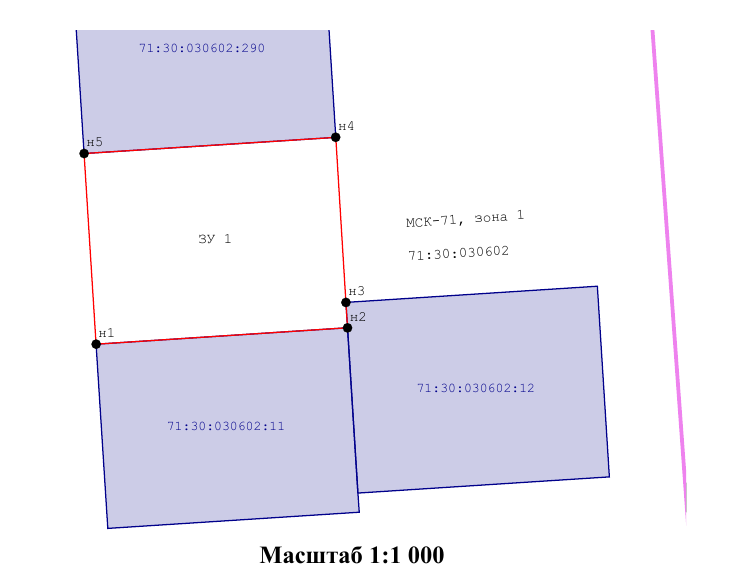 71:30:030602:290
н4
н5
МСК-71, зона 1
ЗУ 1
71:30:030602
н3
н2
н1
71:30:030602:12
71:30:030602:11
Масштаб 1:1 000